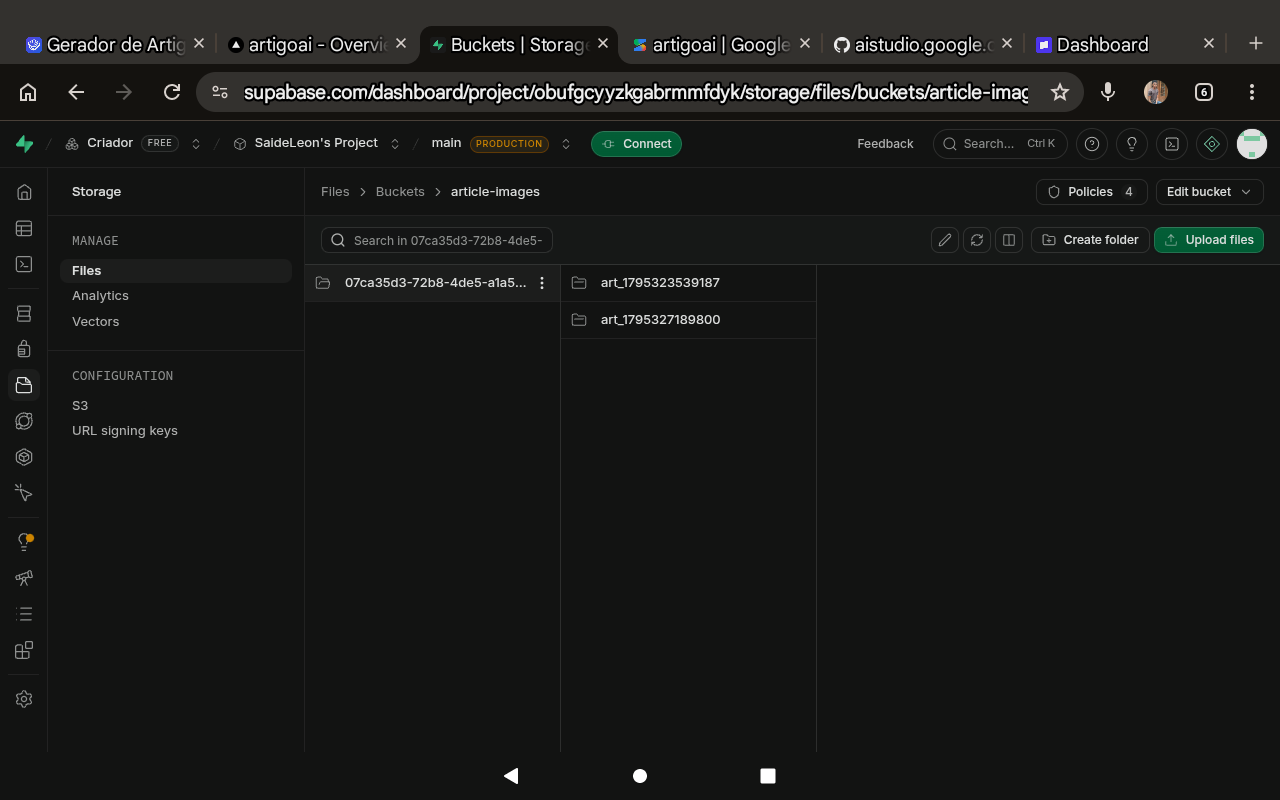 Gerador de Artig
artigoai - Overvie
Buckets | Storage
artigoai | Google
aistudio.google.c
Dashboard
supabase.com/dashboard/project/obufgcyyzkgabrmmfdyk/storage/files/buckets/article-imag
6
Criador FREE
SaideLeon's Project
main PRODUCTION
Connect
Feedback
Search... Ctrl K
Storage
Files > Buckets > article-images
Policies 4
Edit bucket
MANAGE
Search in 07ca35d3-72b8-4de5-
Create folder
Upload files
Files
Analytics
Vectors
07ca35d3-72b8-4de5-a1a5...
art_1795323539187
art_1795327189800
CONFIGURATION
S3
URL signing keys